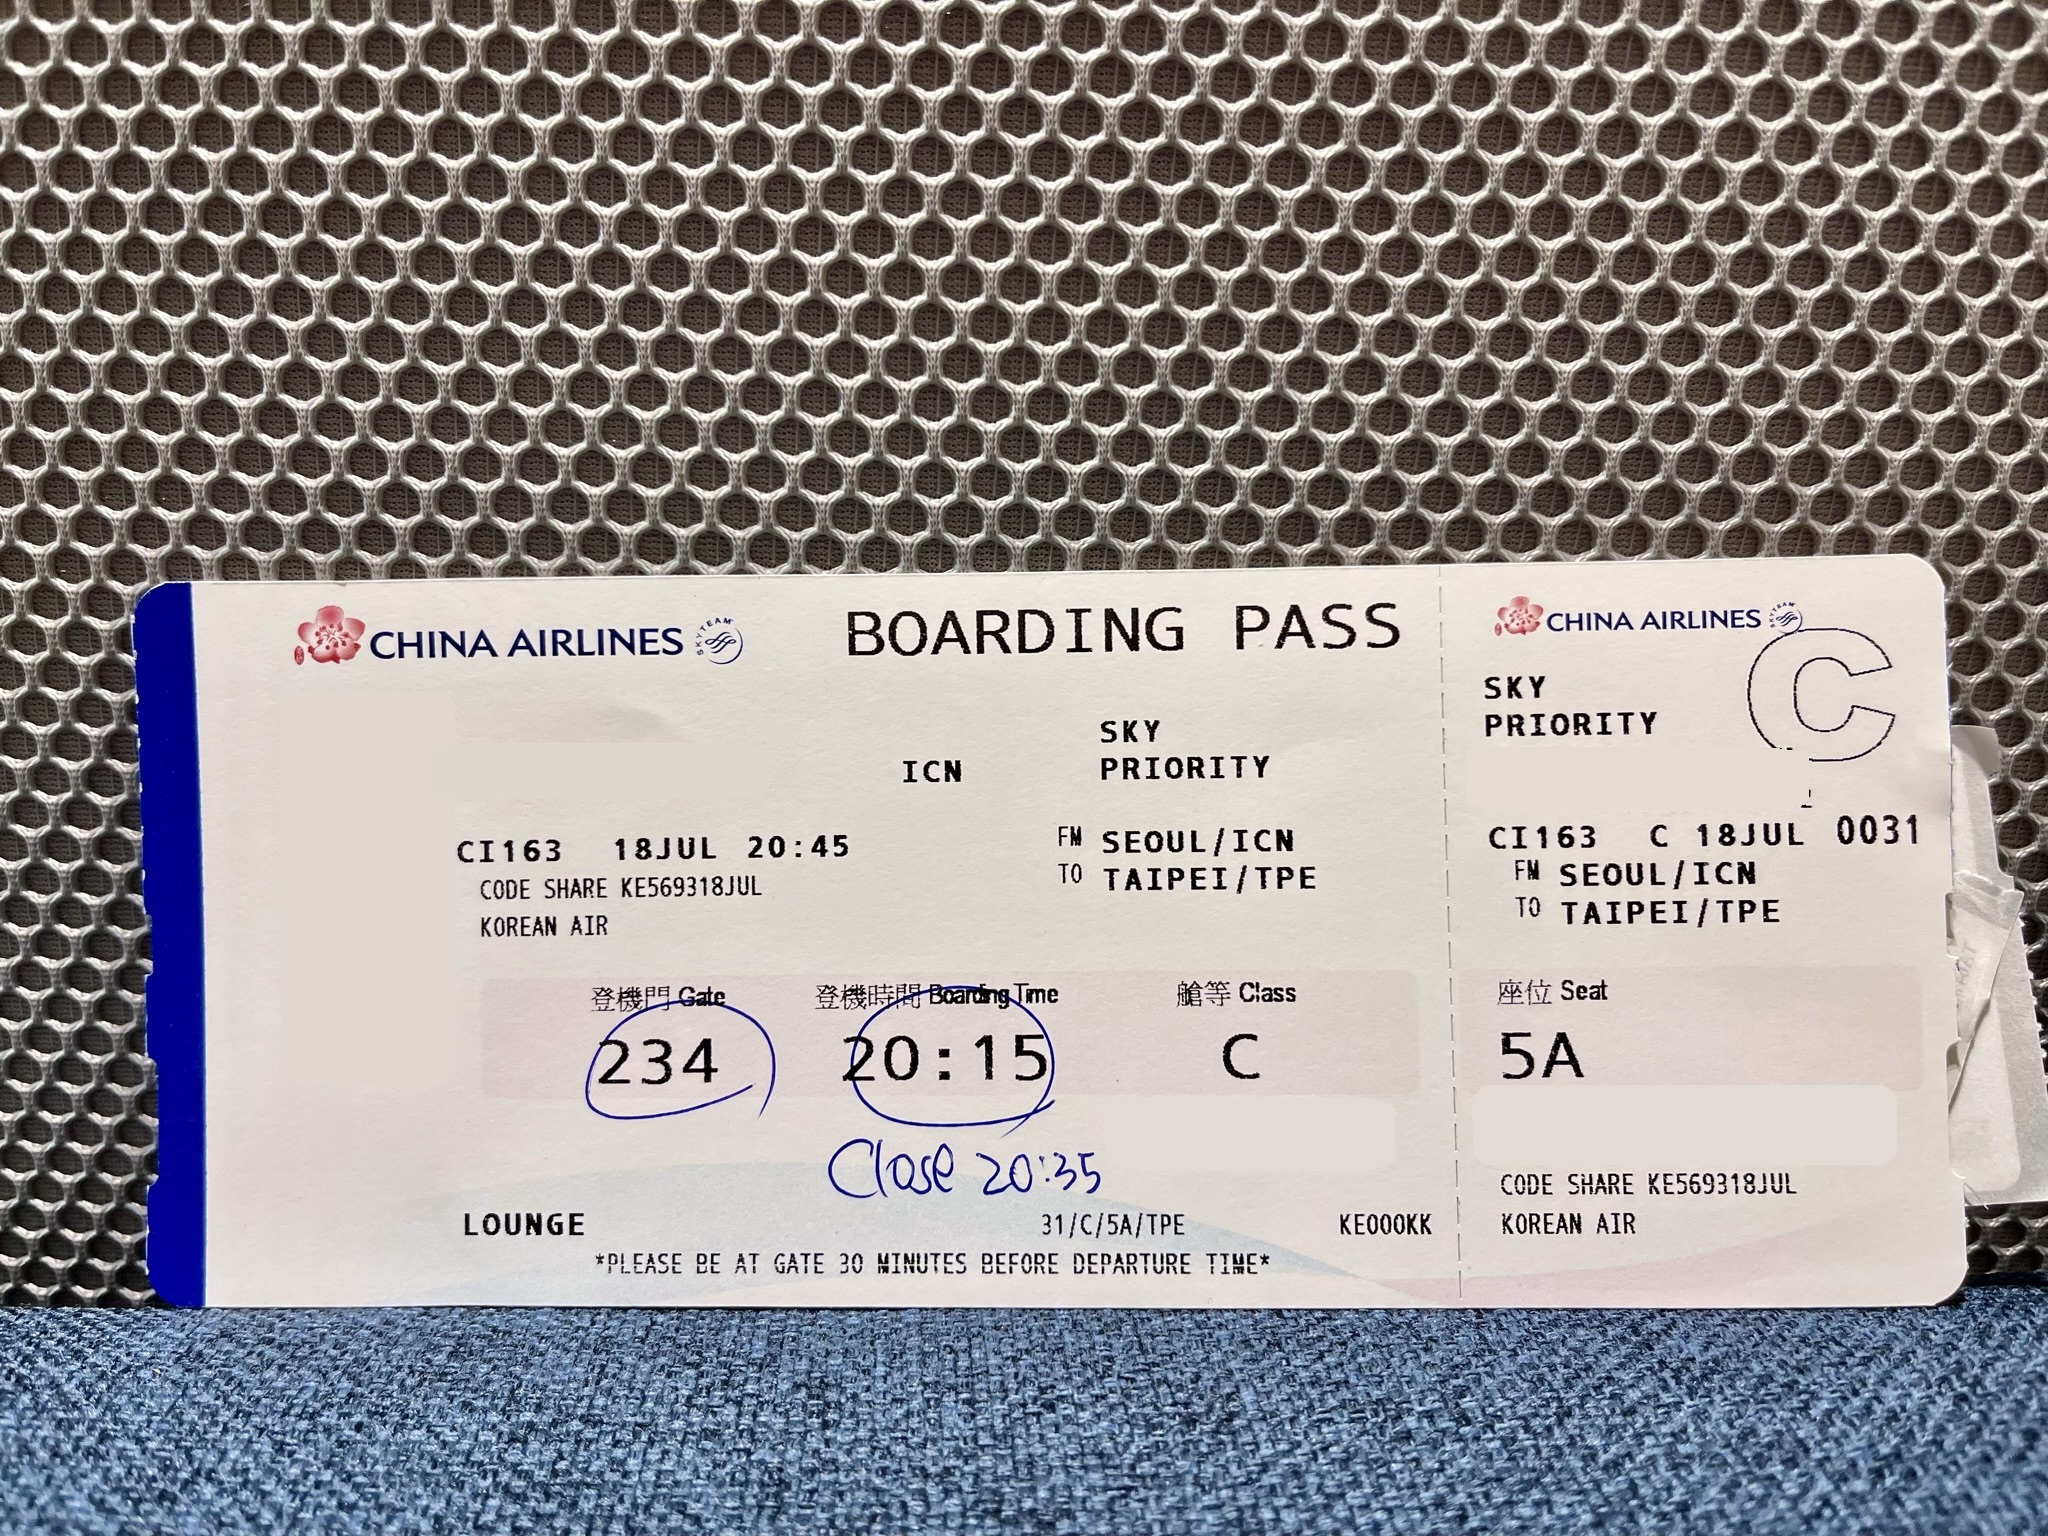 CHINA AIRLINES SKYTEAM
BOARDING PASS
SKY
ICN PRIORITY
CI163 18JUL 20:45
CODE SHARE KE569318JUL
KOREAN AIR
FM SEOUL/ICN
TO TAIPEI/TPE
登機門 Gate 登機時間 Boarding Time 艙等 Class
234 20:15 C
Close 20:35
LOUNGE 31/C/5A/TPE KE000KK
*PLEASE BE AT GATE 30 MINUTES BEFORE DEPARTURE TIME*
CHINA AIRLINES SKYTEAM
C
SKY
PRIORITY
CI163 C 18JUL 0031
FM SEOUL/ICN
TO TAIPEI/TPE
座位 Seat
5A
CODE SHARE KE569318JUL
KOREAN AIR